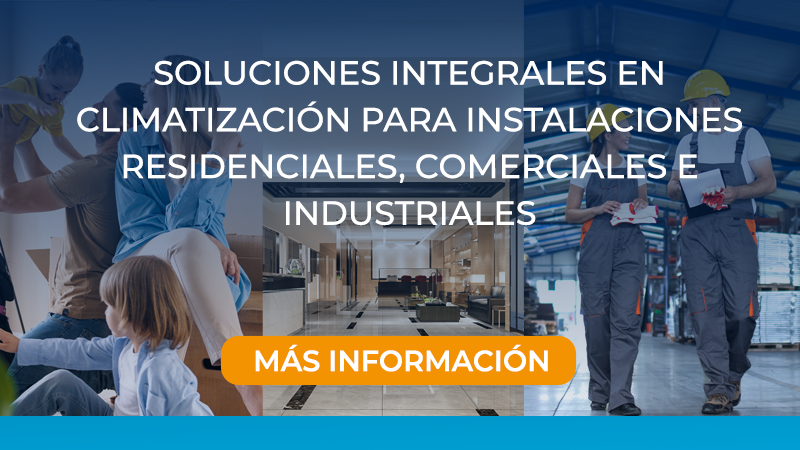 SOLUCIONES INTEGRALES EN
CLIMATIZACIÓN PARA INSTALACIONES
RESIDENCIALES, COMERCIALES E
INDUSTRIALES
MÁS INFORMACIÓN